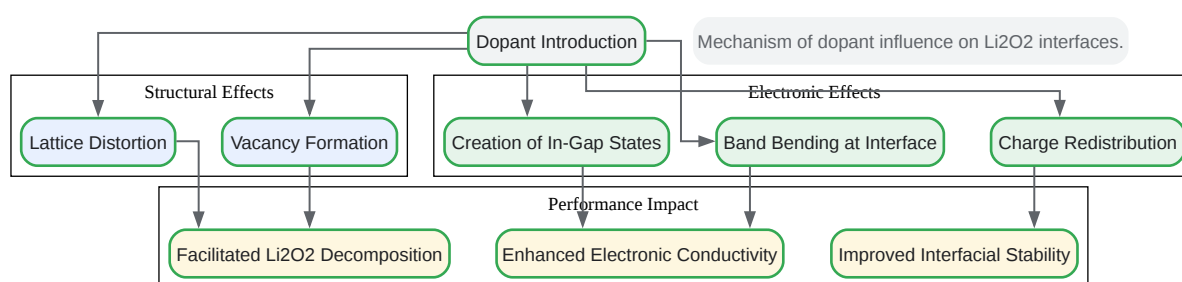 Dopant Introduction
Mechanism of dopant influence on Li2O2 interfaces.
Structural Effects
Electronic Effects
Lattice Distortion
Vacancy Formation
Creation of In-Gap States
Band Bending at Interface
Charge Redistribution
Performance Impact
Facilitated Li2O2 Decomposition
Enhanced Electronic Conductivity
Improved Interfacial Stability